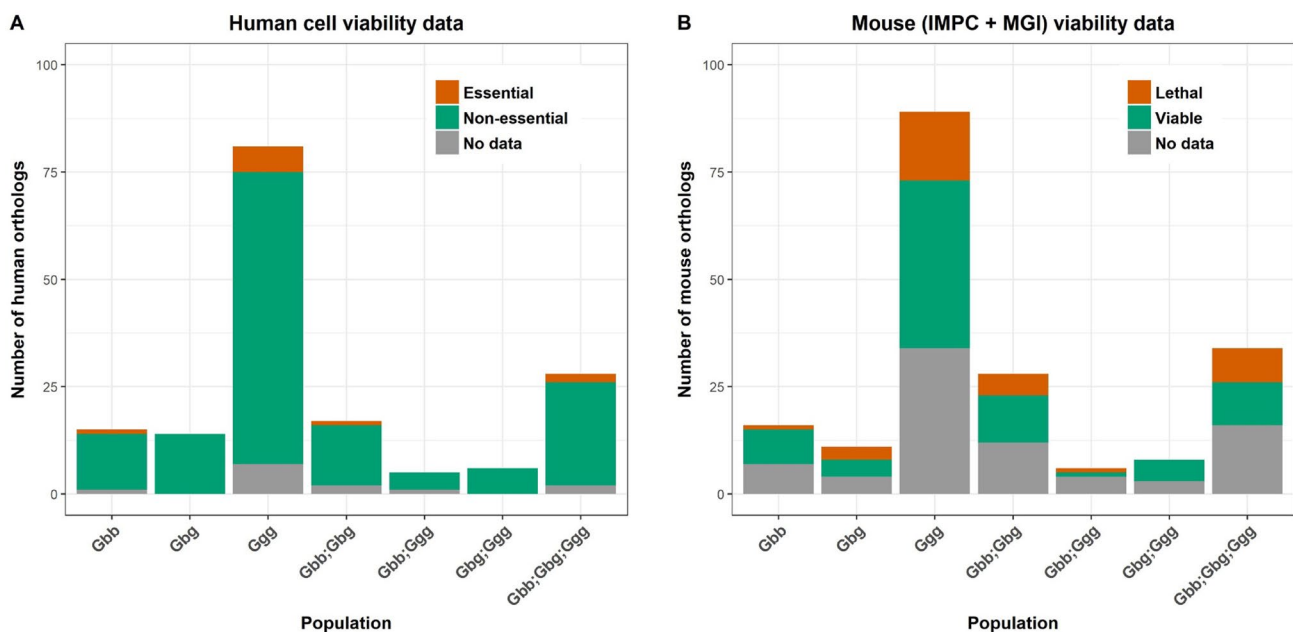 A
Human cell viability data
Number of human orthologs
100
75
50
25
0
Essential
Non-essential
No data
Gbb
Gbg
Ggg
Gbb;Gbg
Gbb;Ggg
Gbg;Ggg
Gbb;Gbg;Ggg
Population
B
Mouse (IMPC + MGI) viability data
Number of mouse orthologs
100
75
50
25
0
Lethal
Viable
No data
Gbb
Gbg
Ggg
Gbb;Gbg
Gbb;Ggg
Gbg;Ggg
Gbb;Gbg;Ggg
Population